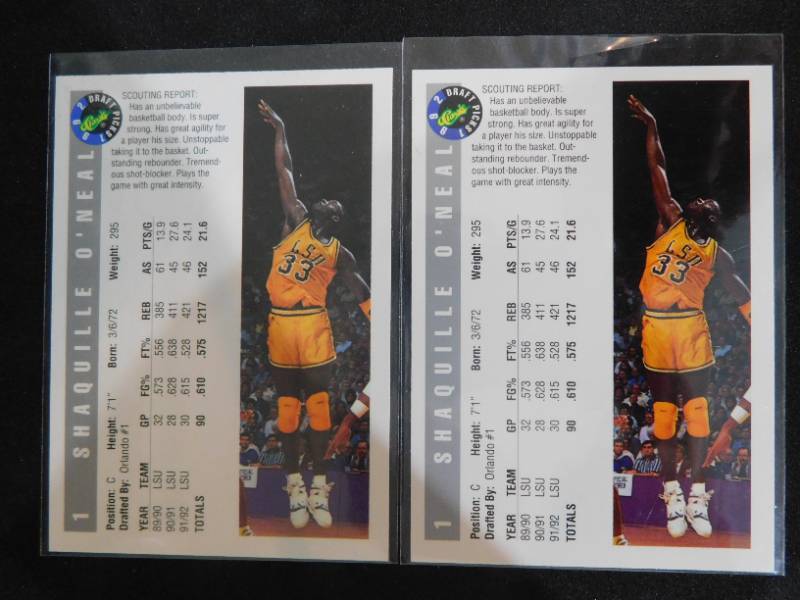 1 SHAQUILLE O'NEAL
1992 DRAFT PICKS
Classic
SCOUTING REPORT:
Has an unbelievable
basketball body. Is super
strong. Has great agility for
a player his size. Unstoppable
taking it to the basket. Out-
standing rebounder. Tremend-
ous shot-blocker. Plays the
game with great intensity.
Position: C Height: 7'1" Born: 3/6/72 Weight: 295
Drafted By: Orlando #1
YEAR TEAM GP FG% FT% REB AS PTS/G
89/90 LSU 32 .573 .556 385 61 13.9
90/91 LSU 28 .628 .638 411 45 27.6
91/92 LSU 30 .615 .528 421 46 24.1
TOTALS 90 .610 .575 1217 152 21.6
LSU
33
1 SHAQUILLE O'NEAL
1992 DRAFT PICKS
Classic
SCOUTING REPORT:
Has an unbelievable
basketball body. Is super
strong. Has great agility for
a player his size. Unstoppable
taking it to the basket. Out-
standing rebounder. Tremend-
ous shot-blocker. Plays the
game with great intensity.
Position: C Height: 7'1" Born: 3/6/72 Weight: 295
Drafted By: Orlando #1
YEAR TEAM GP FG% FT% REB AS PTS/G
89/90 LSU 32 .573 .556 385 61 13.9
90/91 LSU 28 .628 .638 411 45 27.6
91/92 LSU 30 .615 .528 421 46 24.1
TOTALS 90 .610 .575 1217 152 21.6
LSU
33